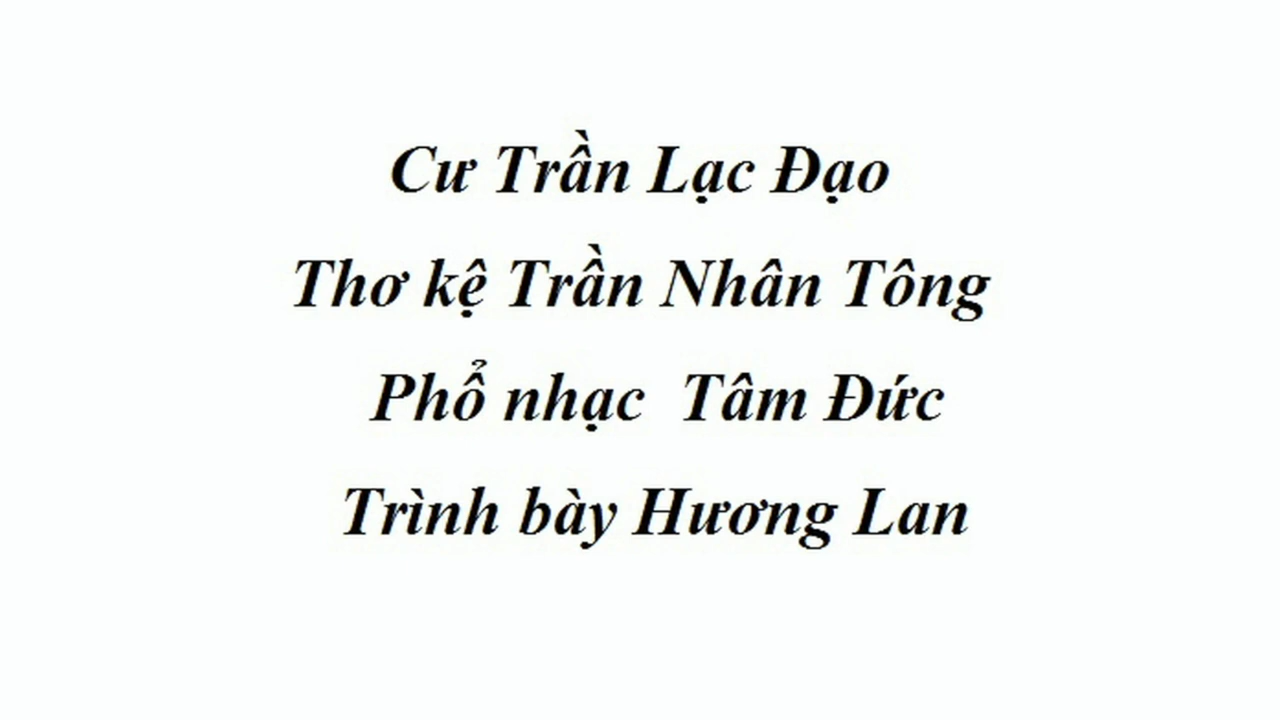 Cư Trần Lạc Đạo
Thơ kệ Trần Nhân Tông
Phổ nhạc  Tâm Đức
Trình bày Hương Lan